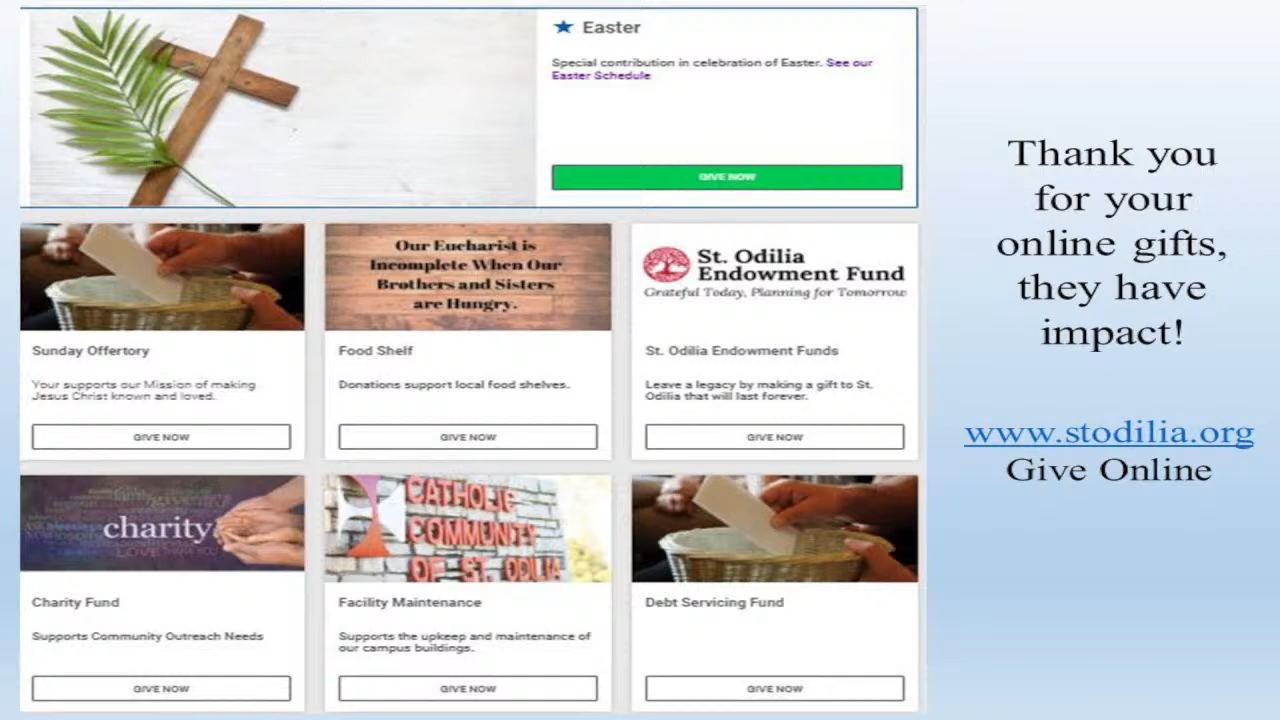 Easter
Special contribution in celebration of Easter. See our
Easter Schedule
GIVE NOW
Our Eucharist is
Incomplete When Our
Brothers and Sisters
are Hungry.
St. Odilia
Endowment Fund
Grateful Today, Planning for Tomorrow
Sunday Offertory
Your supports our Mission of making
Jesus Christ known and loved.
GIVE NOW
Food Shelf
Donations support local food shelves.
GIVE NOW
St. Odilia Endowment Funds
Leave a legacy by making a gift to St.
Odilia that will last forever.
GIVE NOW
charity
LOVE
Charity Fund
Supports Community Outreach Needs
GIVE NOW
CATHOLIC
COMMUNITY
OF ST. ODILIA
Facility Maintenance
Supports the upkeep and maintenance of
our campus buildings.
GIVE NOW
Debt Servicing Fund
GIVE NOW
Thank you
for your
online gifts,
they have
impact!
www.stodilia.org
Give Online